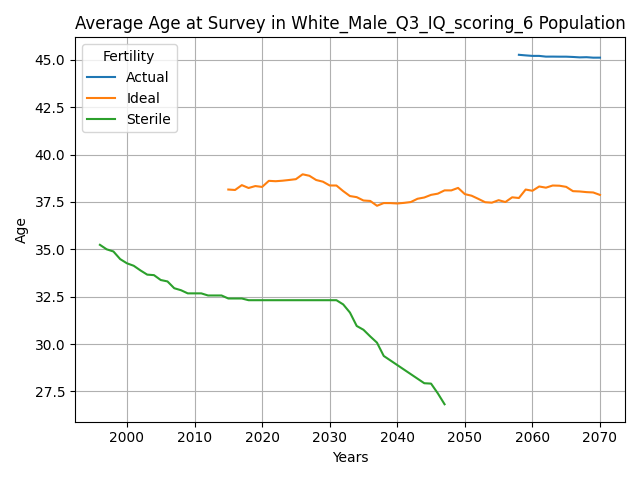 Average Age at Survey in White_Male_Q3_IQ_scoring_6 Population
Fertility
Actual
Ideal
Sterile
45.0
42.5
40.0
37.5
35.0
32.5
30.0
27.5
Age
2000 2010 2020 2030 2040 2050 2060 2070
Years